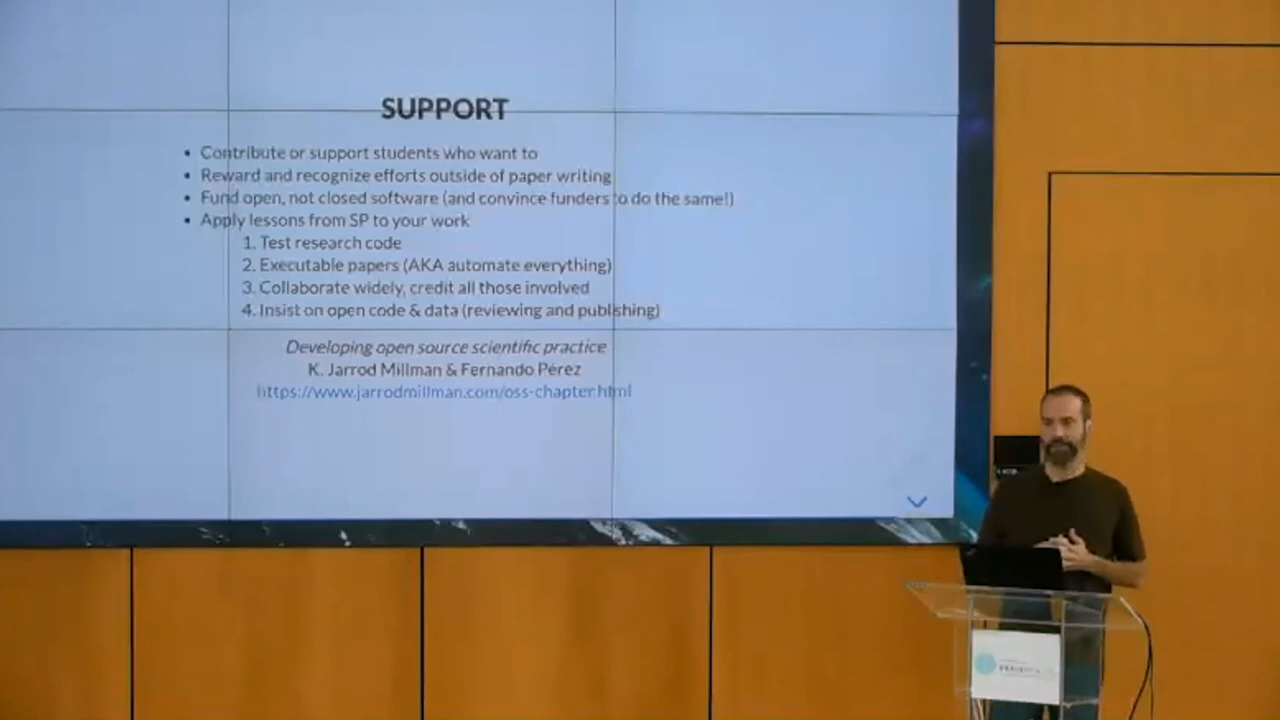 SUPPORT
• Contribute or support students who want to
• Reward and recognize efforts outside of paper writing
• Fund open, not closed software (and convince funders to do the same!)
• Apply lessons from SP to your work
1. Test research code
2. Executable papers (AKA automate everything)
3. Collaborate widely, credit all those involved
4. Insist on open code & data (reviewing and publishing)
Developing open source scientific practice
K. Jarrod Millman & Fernando Pérez
https://www.jarrodmillman.com/oss-chapter.html